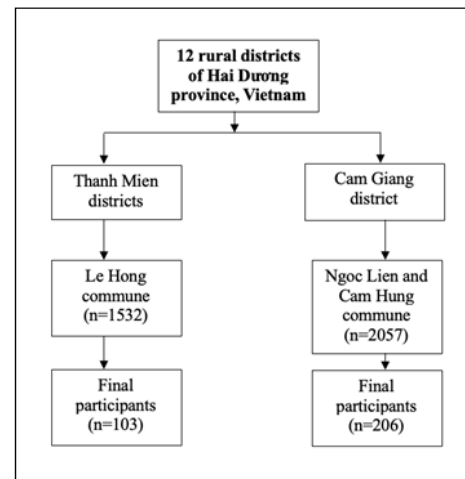 12 rural districts
of Hai Dương
province, Vietnam
Thanh Mien
districts
Cam Giang
district
Le Hong
commune
(n=1532)
Ngoc Lien and
Cam Hung
commune
(n=2057)
Final
participants
(n=103)
Final
participants
(n=206)